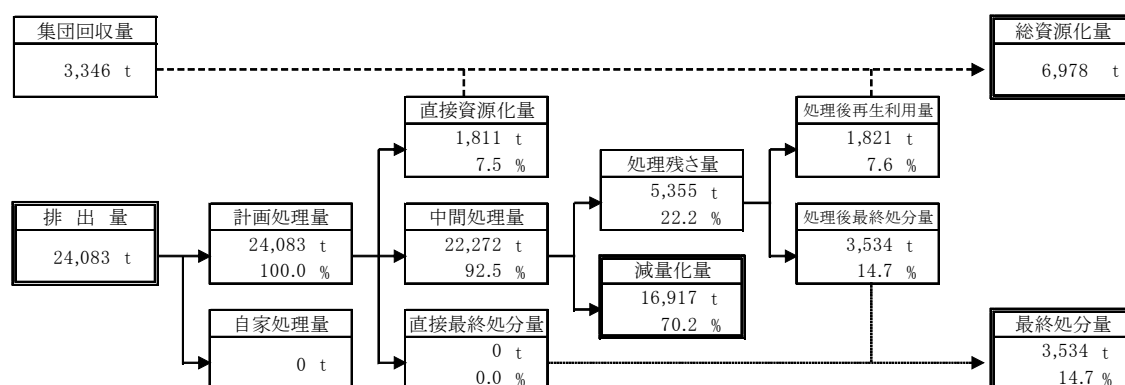 集団回収量
3,346 t
総資源化量
6,978 t
直接資源化量
1,811 t
7.5 %
処理後再生利用量
1,821 t
7.6 %
処理残さ量
5,355 t
22.2 %
排 出 量
24,083 t
計画処理量
24,083 t
100.0 %
中間処理量
22,272 t
92.5 %
処理後最終処分量
3,534 t
14.7 %
減量化量
16,917 t
70.2 %
自家処理量
0 t
直接最終処分量
0 t
0.0 %
最終処分量
3,534 t
14.7 %